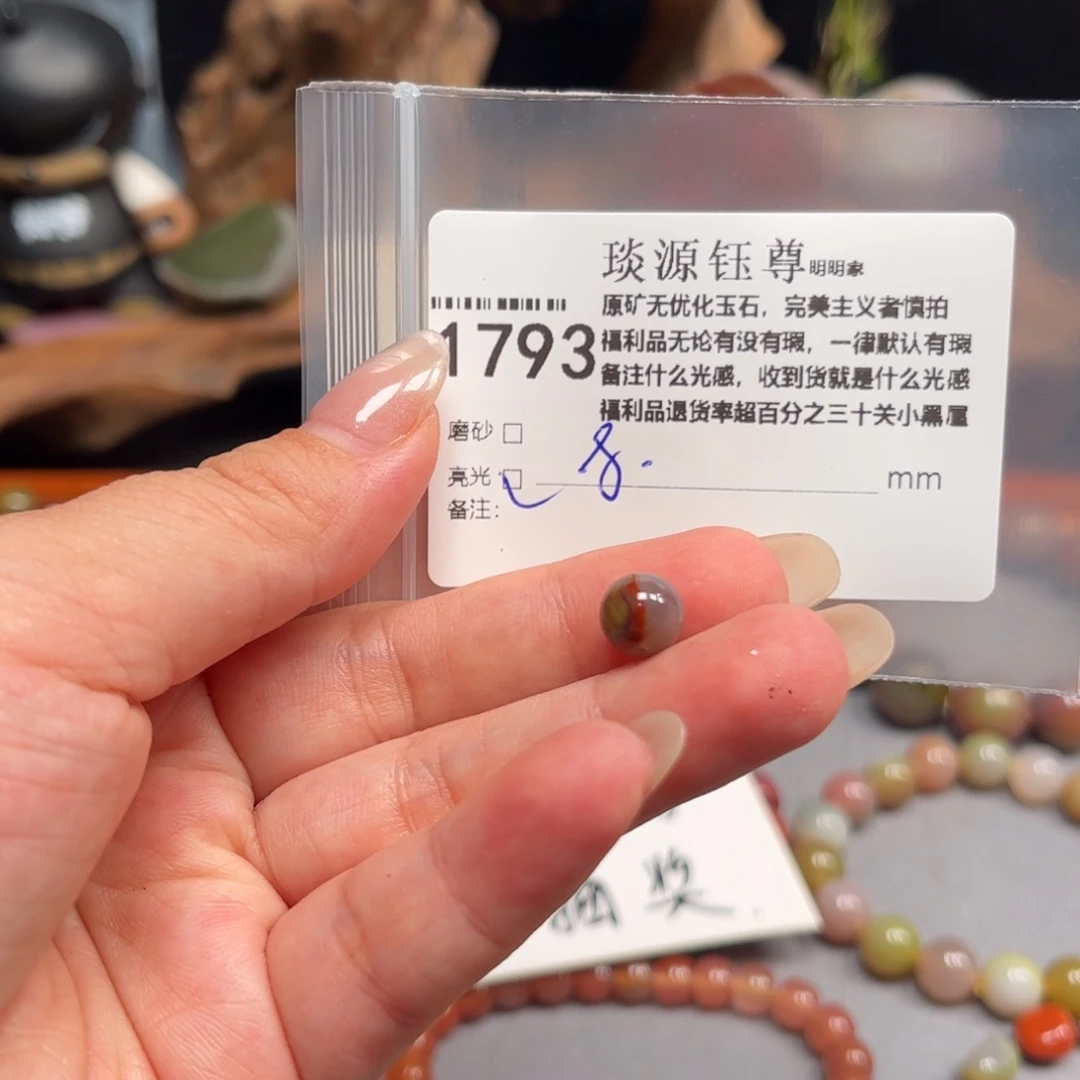 琰源钰尊明明家
原矿无优化玉石，完美主义者慎拍
1793
福利品无论有没有瑕，一律默认有瑕
备注什么光感，收到货就是什么光感
福利品退货率超百分之三十关小黑屋
磨砂 □
亮光 □ 8. mm
备注：
抽奖